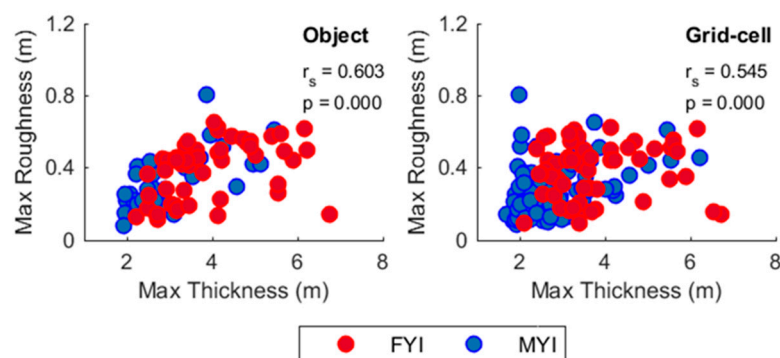 Object
r_s = 0.603
p = 0.000
Max Roughness (m)
1.2
0.8
0.4
0
2 4 6 8
Max Thickness (m)
Grid-cell
r_s = 0.545
p = 0.000
Max Roughness (m)
1.2
0.8
0.4
0
2 4 6 8
Max Thickness (m)
FYI MYI